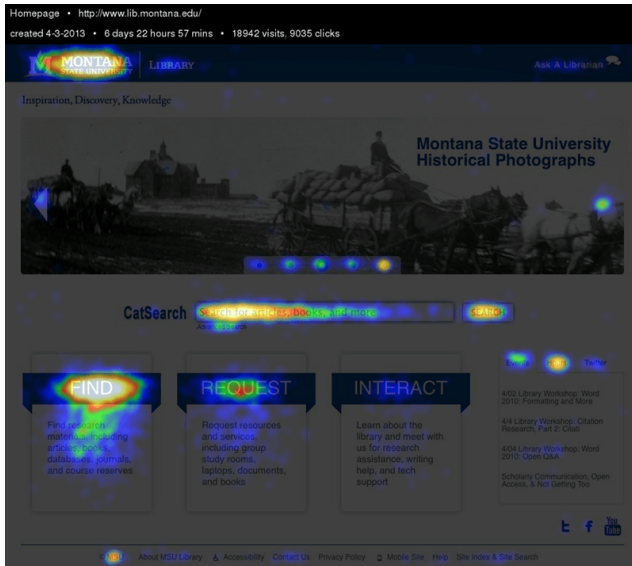 Homepage • http://www.lib.montana.edu/
created 4-3-2013 • 6 days 22 hours 57 mins • 18942 visits, 9035 clicks
M MONTANA
STATE UNIVERSITY
LIBRARY
Ask A Librarian
Inspiration, Discovery, Knowledge
Montana State University
Historical Photographs
CatSearch
Search for articles, books, and more
SEARCH
Advanced Search
FIND
Find research
materials, including
articles, books,
databases, journals,
and course reserves
REQUEST
Request resources
and services,
including group
study rooms,
laptops, documents,
and books
INTERACT
Learn about the
library and meet with
us for research
assistance, writing
help, and tech
support
Twitter
4/02 Library Workshop: Word
2010: Formatting and More
4/4 Library Workshop: Citation
Research, Part 2: Citati
4/04 Library Workshop: Word
2010: Open Q&A
Scholarly Communication, Open
Access, & Not Getting Too
t f You
Tube
About MSU Library Accessibility Contact Us Privacy Policy Mobile Site Help Site Index & Site Search